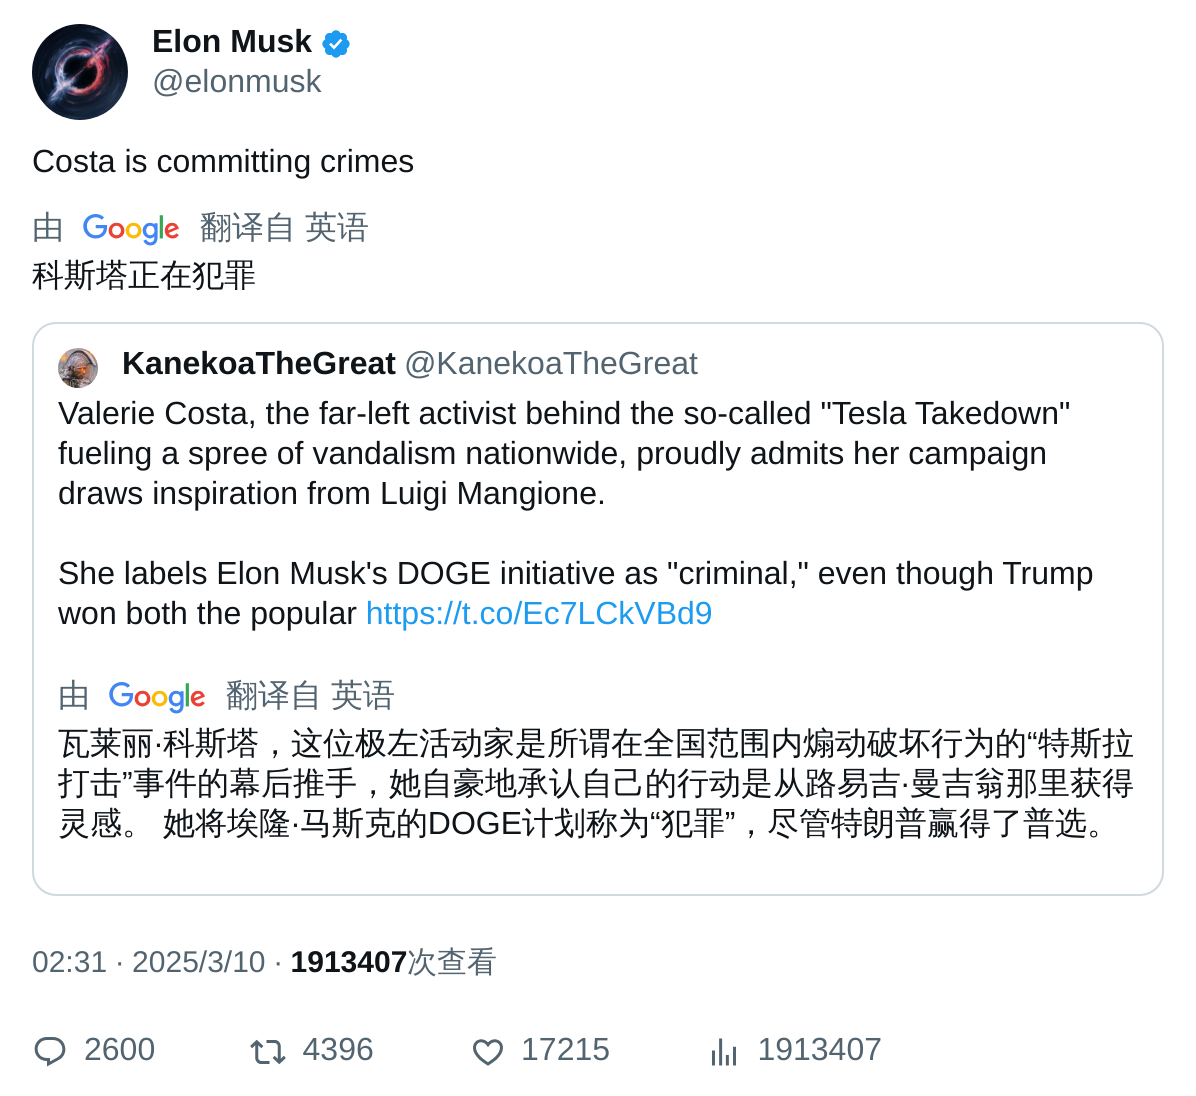 Elon Musk
@elonmusk
Costa is committing crimes
由 Google 翻译自 英语
科斯塔正在犯罪
KanekoaTheGreat @KanekoaTheGreat
Valerie Costa, the far-left activist behind the so-called "Tesla Takedown"
fueling a spree of vandalism nationwide, proudly admits her campaign
draws inspiration from Luigi Mangione.
She labels Elon Musk's DOGE initiative as "criminal," even though Trump
won both the popular https://t.co/Ec7LCkVBd9
由 Google 翻译自 英语
瓦莱丽·科斯塔，这位极左活动家是所谓在全国范围内煽动破坏行为的“特斯拉
打击”事件的幕后推手，她自豪地承认自己的行动是从路易吉·曼吉翁那里获得
灵感。 她将埃隆·马斯克的DOGE计划称为“犯罪”，尽管特朗普赢得了普选。
02:31 · 2025/3/10 · 1913407次查看
2600 4396 17215 1913407